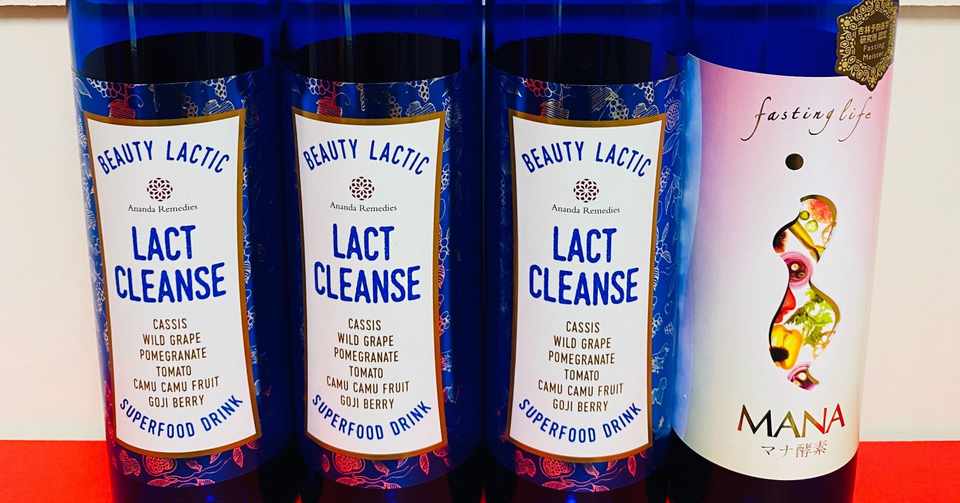 BEAUTY LACTIC
Ananda Remedies
LACT
CLEANSE
CASSIS
WILD GRAPE
POMEGRANATE
TOMATO
CAMU CAMU FRUIT
GOJI BERRY
SUPERFOOD DRINK
BEAUTY LACTIC
Ananda Remedies
LACT
CLEANSE
CASSIS
WILD GRAPE
POMEGRANATE
TOMATO
CAMU CAMU FRUIT
GOJI BERRY
SUPERFOOD DRINK
BEAUTY LACTIC
Ananda Remedies
LACT
CLEANSE
CASSIS
WILD GRAPE
POMEGRANATE
TOMATO
CAMU CAMU FRUIT
GOJI BERRY
SUPERFOOD DRINK
Fasting
Meister
fasting life
MANA
マナ酵素